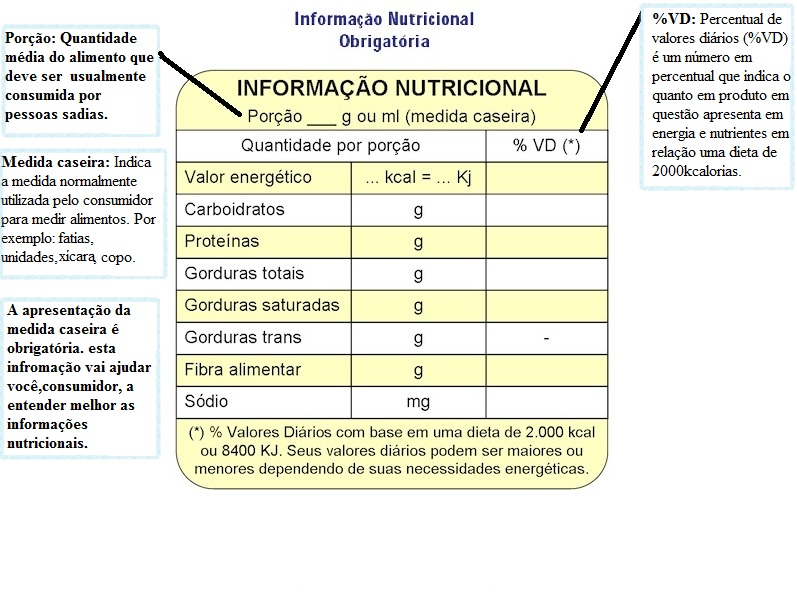 Informação Nutricional
Obrigatória
Porção: Quantidade
média do alimento que
deve ser usualmente
consumida por
pessoas sadias.
Medida caseira: Indica
a medida normalmente
utilizada pelo consumidor
para medir alimentos. Por
exemplo: fatias,
unidades,xícara, copo.
A apresentação da
medida caseira é
obrigatória. esta
infromação vai ajudar
você,consumidor, a
entender melhor as
informações
nutricionais.
INFORMAÇÃO NUTRICIONAL
Porção ___ g ou ml (medida caseira)
Quantidade por porção % VD (*)
Valor energético ... kcal = ... Kj
Carboidratos g
Proteínas g
Gorduras totais g
Gorduras saturadas g
Gorduras trans g -
Fibra alimentar g
Sódio mg
(*) % Valores Diários com base em uma dieta de 2.000 kcal
ou 8400 KJ. Seus valores diários podem ser maiores ou
menores dependendo de suas necessidades energéticas.
%VD: Percentual de
valores diários (%VD)
é um número em
percentual que indica o
quanto em produto em
questão apresenta em
energia e nutrientes em
relação uma dieta de
2000kcalorias.